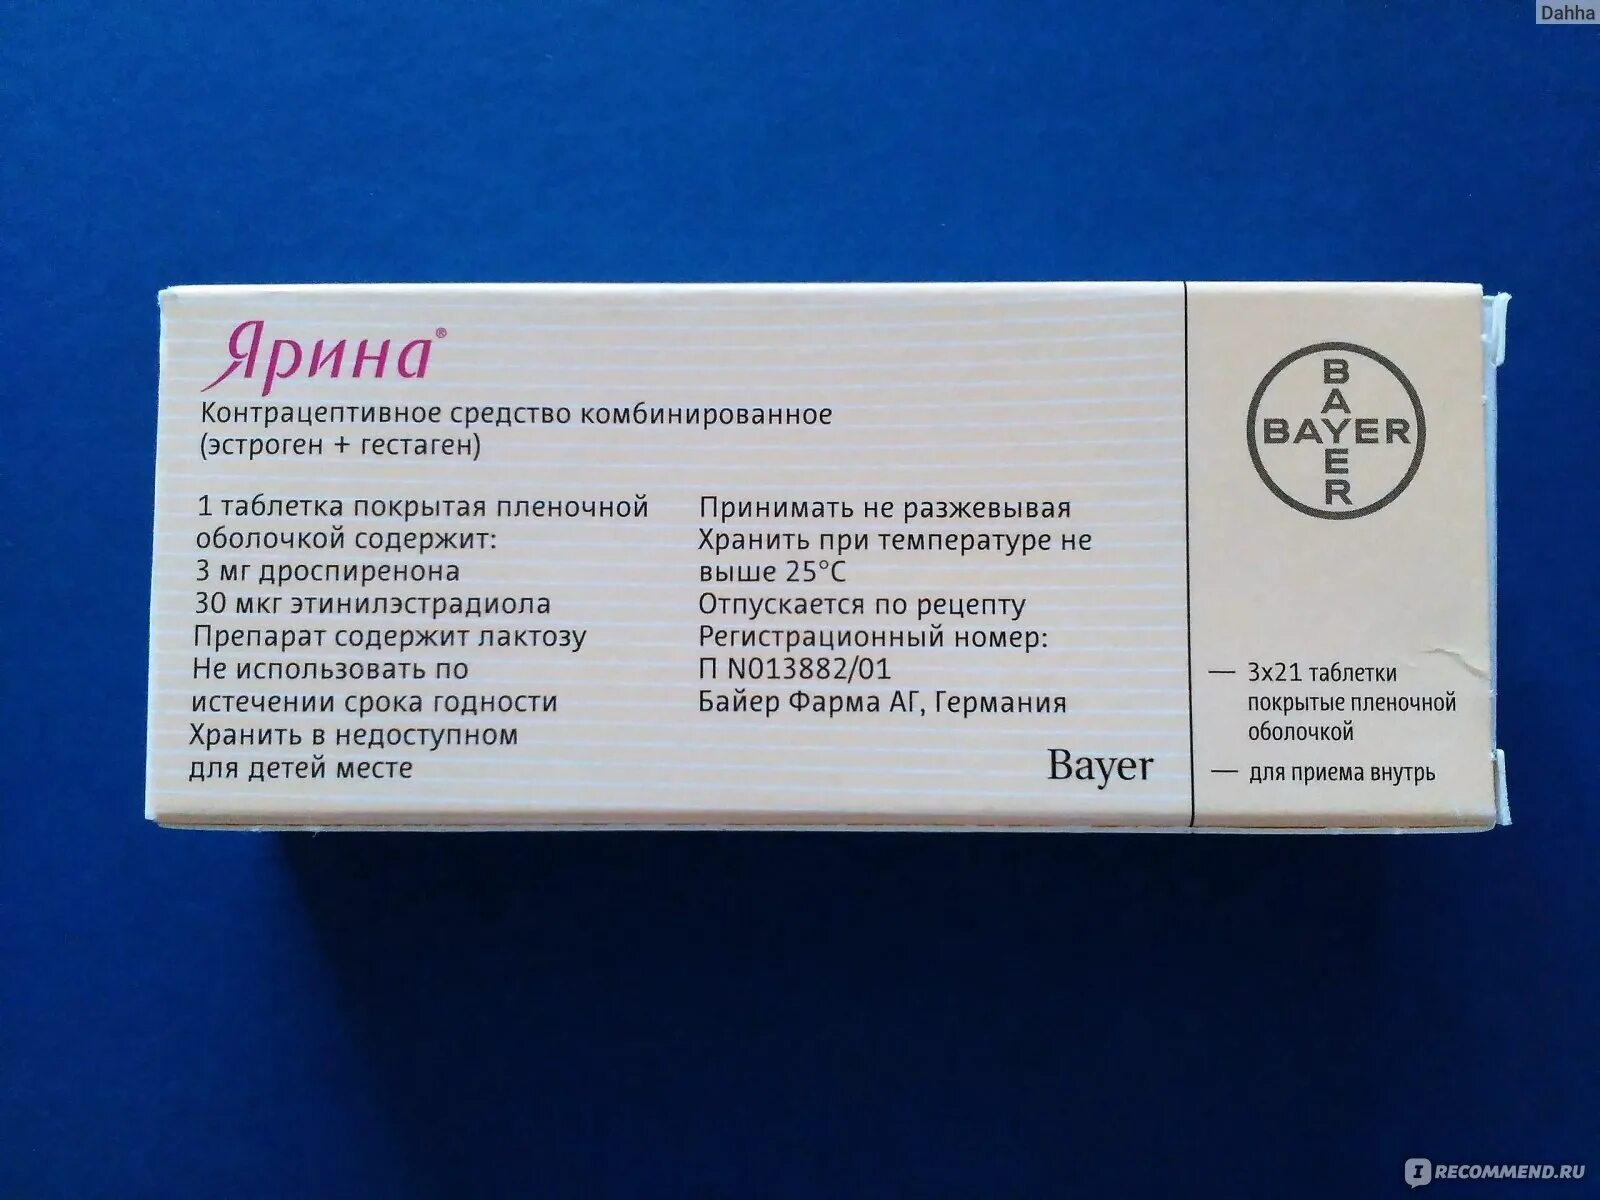 Dahha
Ярина®
Контрацептивное средство комбинированное
(эстроген + гестаген)
1 таблетка покрытая пленочной
оболочкой содержит:
3 мг дроспиренона
30 мкг этинилэстрадиола
Препарат содержит лактозу
Не использовать по
истечении срока годности
Хранить в недоступном
для детей месте
Принимать не разжевывая
Хранить при температуре не
выше 25°C
Отпускается по рецепту
Регистрационный номер:
П N013882/01
Байер Фарма АГ, Германия
Bayer
BAYER
BAYER
— 3x21 таблетки
покрытые пленочной
оболочкой
— для приема внутрь
IRECOMMEND.RU